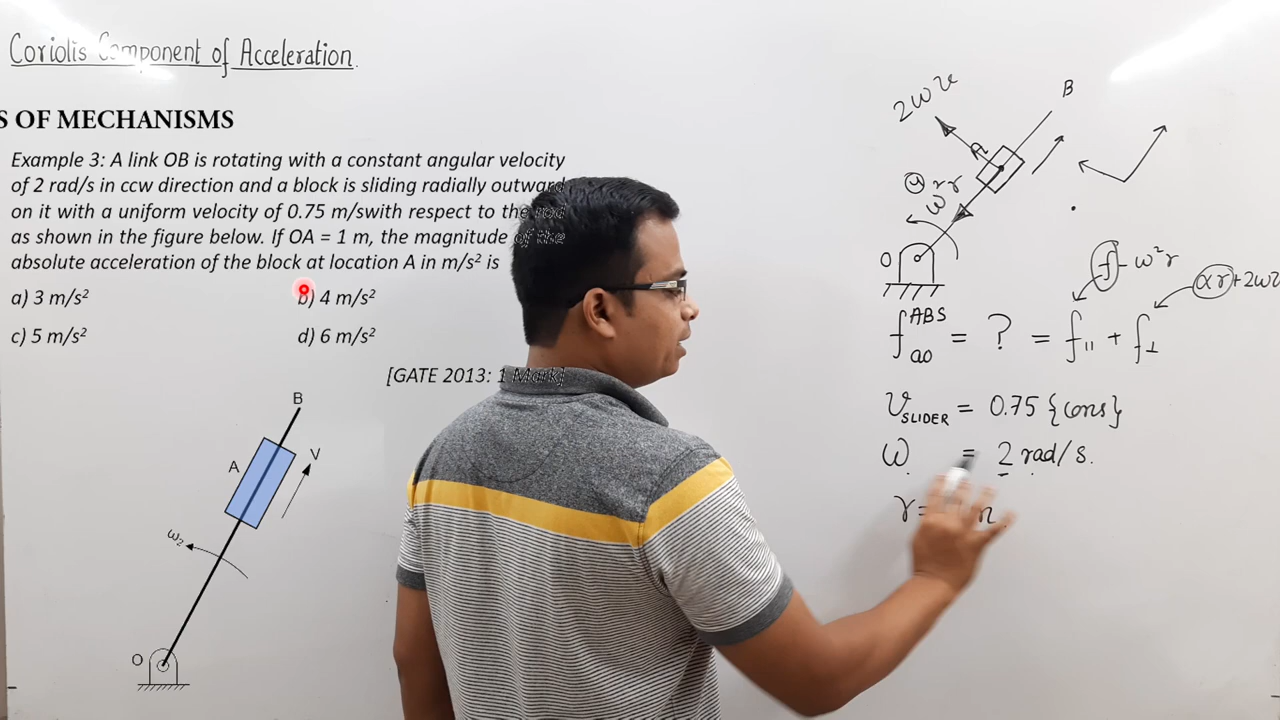 Coriolis Component of Acceleration
S OF MECHANISMS
Example 3: A link OB is rotating with a constant angular velocity
of 2 rad/s in ccw direction and a block is sliding radially outward
on it with a uniform velocity of 0.75 m/swith respect to the rod
as shown in the figure below. If OA = 1 m, the magnitude of the
absolute acceleration of the block at location A in m/s² is
a) 3 m/s²
b) 4 m/s²
c) 5 m/s²
d) 6 m/s²
[GATE 2013: 1 Mark]
B
A
V
ω₂
O
2ωv
B
A
ω
ω²r
O
f - ω²r
αr + 2ωv
f ABS ao = ? = f∥ + f⊥
V SLIDER = 0.75 {cons}
ω = 2 rad/s.
r =